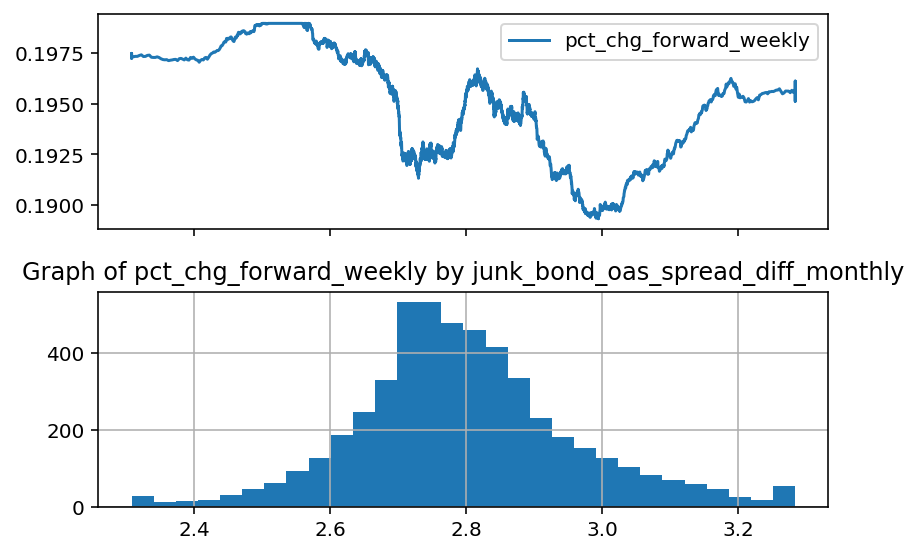 pct_chg_forward_weekly
0.1975
0.1950
0.1925
0.1900
Graph of pct_chg_forward_weekly by junk_bond_oas_spread_diff_monthly
400
200
0
2.4 2.6 2.8 3.0 3.2